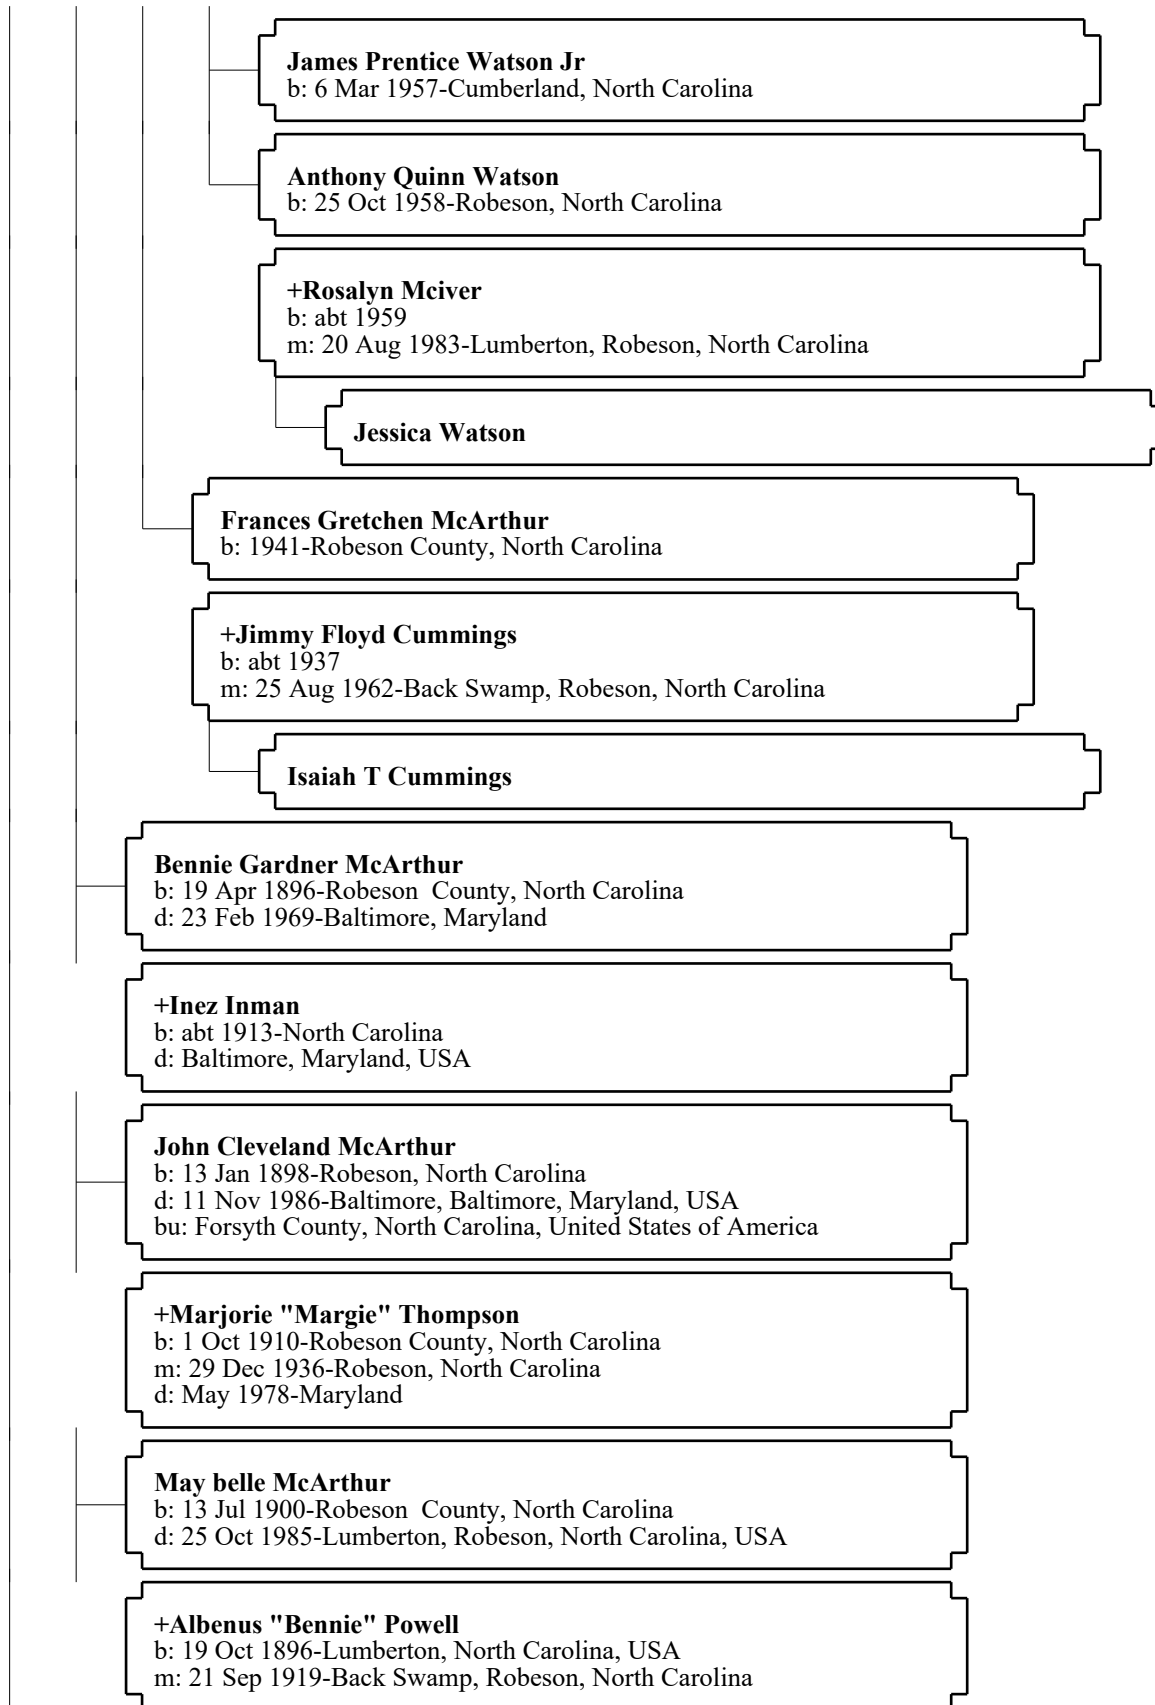 James Prentice Watson Jr
b: 6 Mar 1957-Cumberland, North Carolina
Anthony Quinn Watson
b: 25 Oct 1958-Robeson, North Carolina
+Rosalyn Mciver
b: abt 1959
m: 20 Aug 1983-Lumberton, Robeson, North Carolina
Jessica Watson
Frances Gretchen McArthur
b: 1941-Robeson County, North Carolina
+Jimmy Floyd Cummings
b: abt 1937
m: 25 Aug 1962-Back Swamp, Robeson, North Carolina
Isaiah T Cummings
Bennie Gardner McArthur
b: 19 Apr 1896-Robeson  County, North Carolina
d: 23 Feb 1969-Baltimore, Maryland
+Inez Inman
b: abt 1913-North Carolina
d: Baltimore, Maryland, USA
John Cleveland McArthur
b: 13 Jan 1898-Robeson, North Carolina
d: 11 Nov 1986-Baltimore, Baltimore, Maryland, USA
bu: Forsyth County, North Carolina, United States of America
+Marjorie "Margie" Thompson
b: 1 Oct 1910-Robeson County, North Carolina
m: 29 Dec 1936-Robeson, North Carolina
d: May 1978-Maryland
May belle McArthur
b: 13 Jul 1900-Robeson  County, North Carolina
d: 25 Oct 1985-Lumberton, Robeson, North Carolina, USA
+Albenus "Bennie" Powell
b: 19 Oct 1896-Lumberton, North Carolina, USA
m: 21 Sep 1919-Back Swamp, Robeson, North Carolina